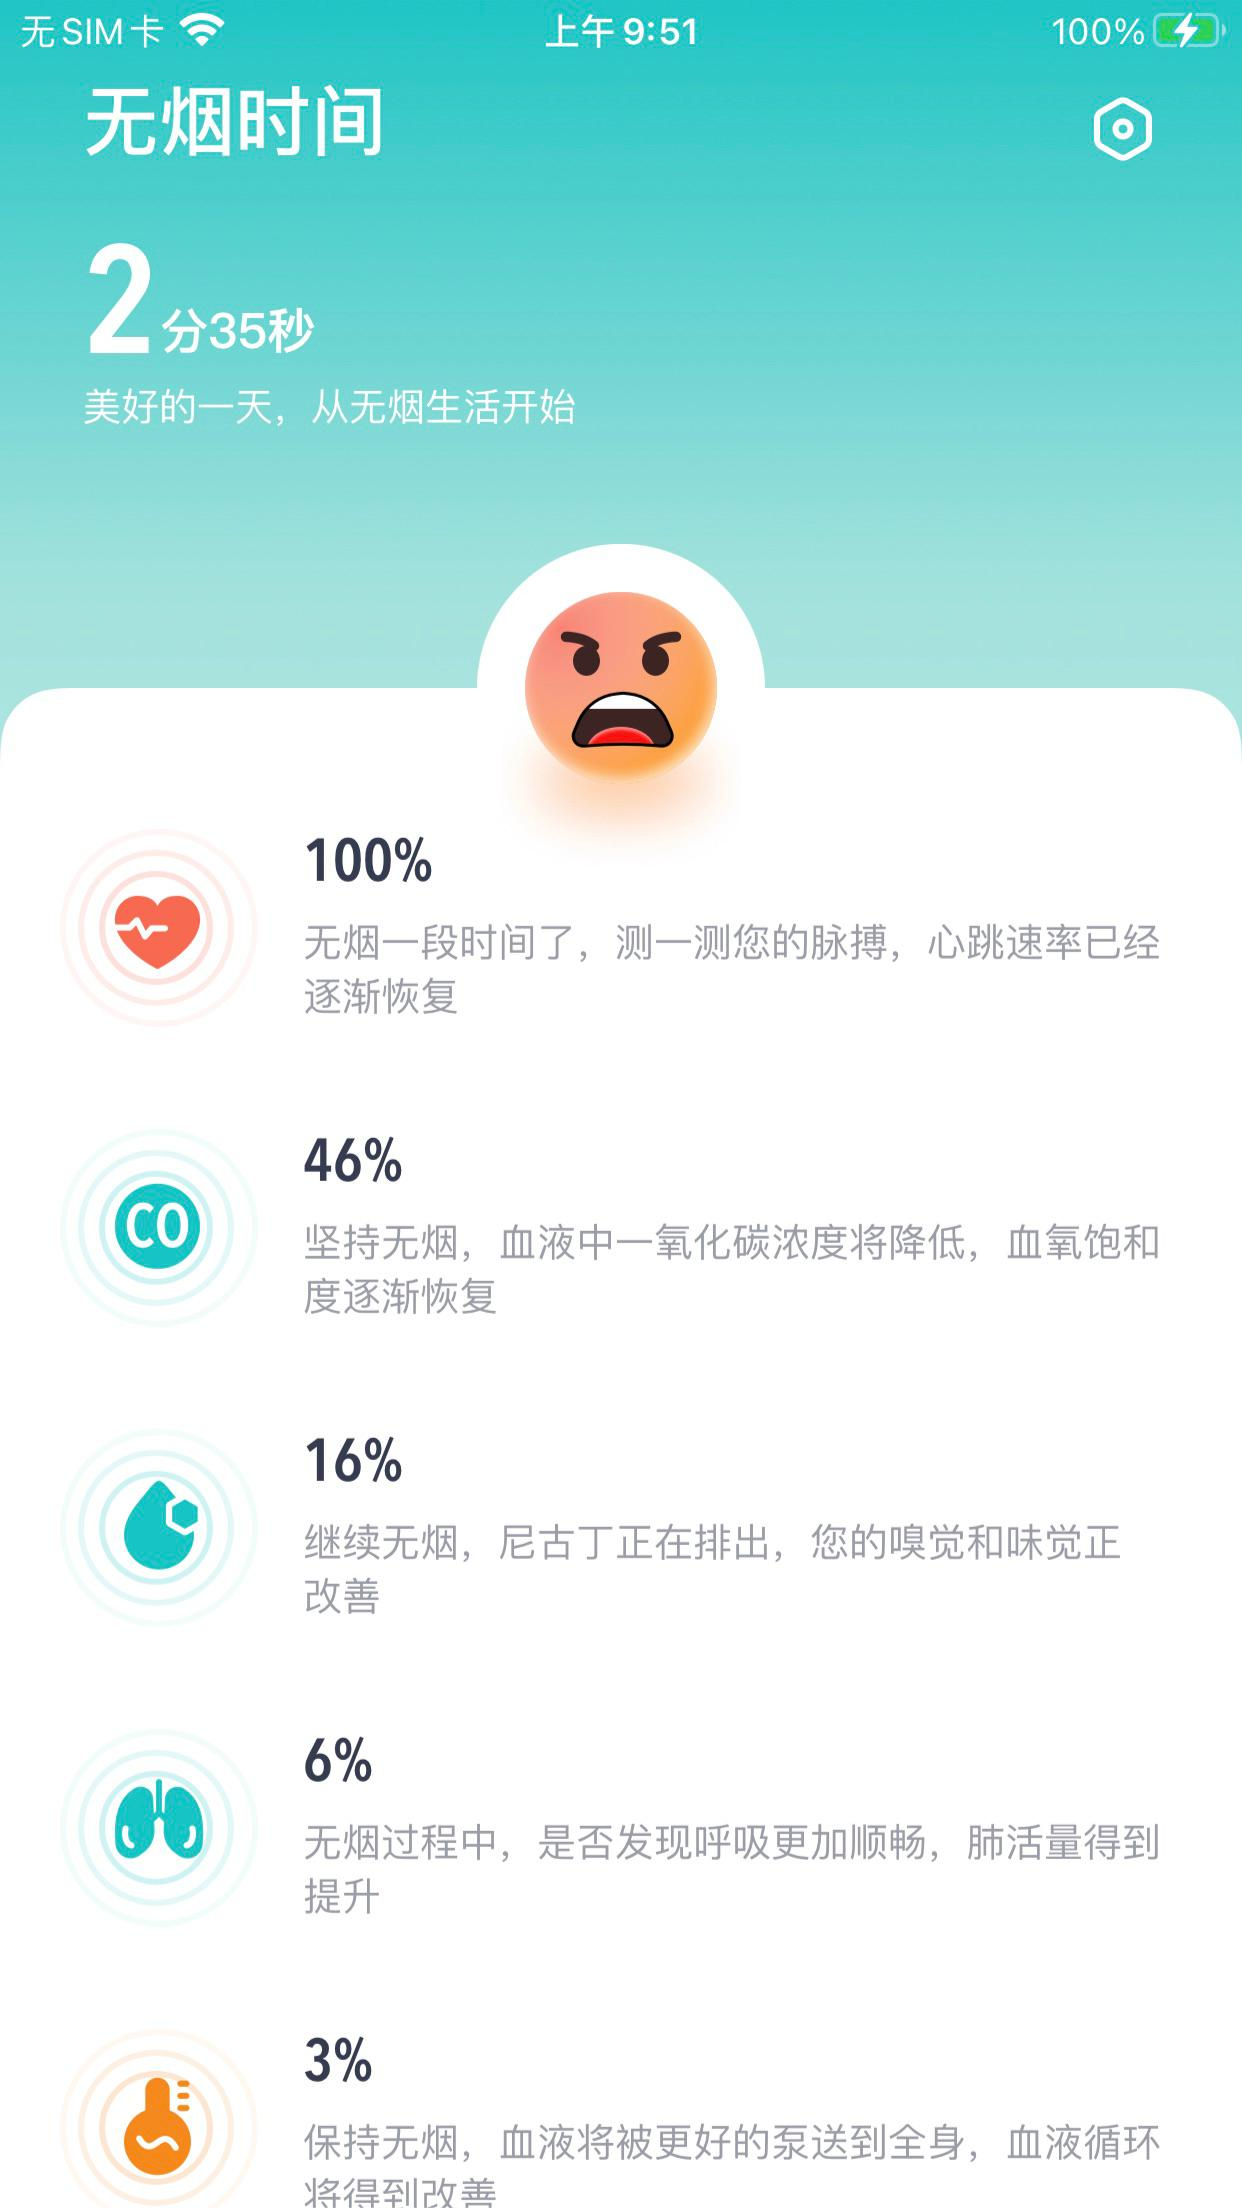 无SIM卡 上午9:51 100%
无烟时间
2分35秒
美好的一天，从无烟生活开始
100%
无烟一段时间了，测一测您的脉搏，心跳速率已经
逐渐恢复
CO
46%
坚持无烟，血液中一氧化碳浓度将降低，血氧饱和
度逐渐恢复
16%
继续无烟，尼古丁正在排出，您的嗅觉和味觉正
改善
6%
无烟过程中，是否发现呼吸更加顺畅，肺活量得到
提升
3%
保持无烟，血液将被更好的泵送到全身，血液循环
将得到改善